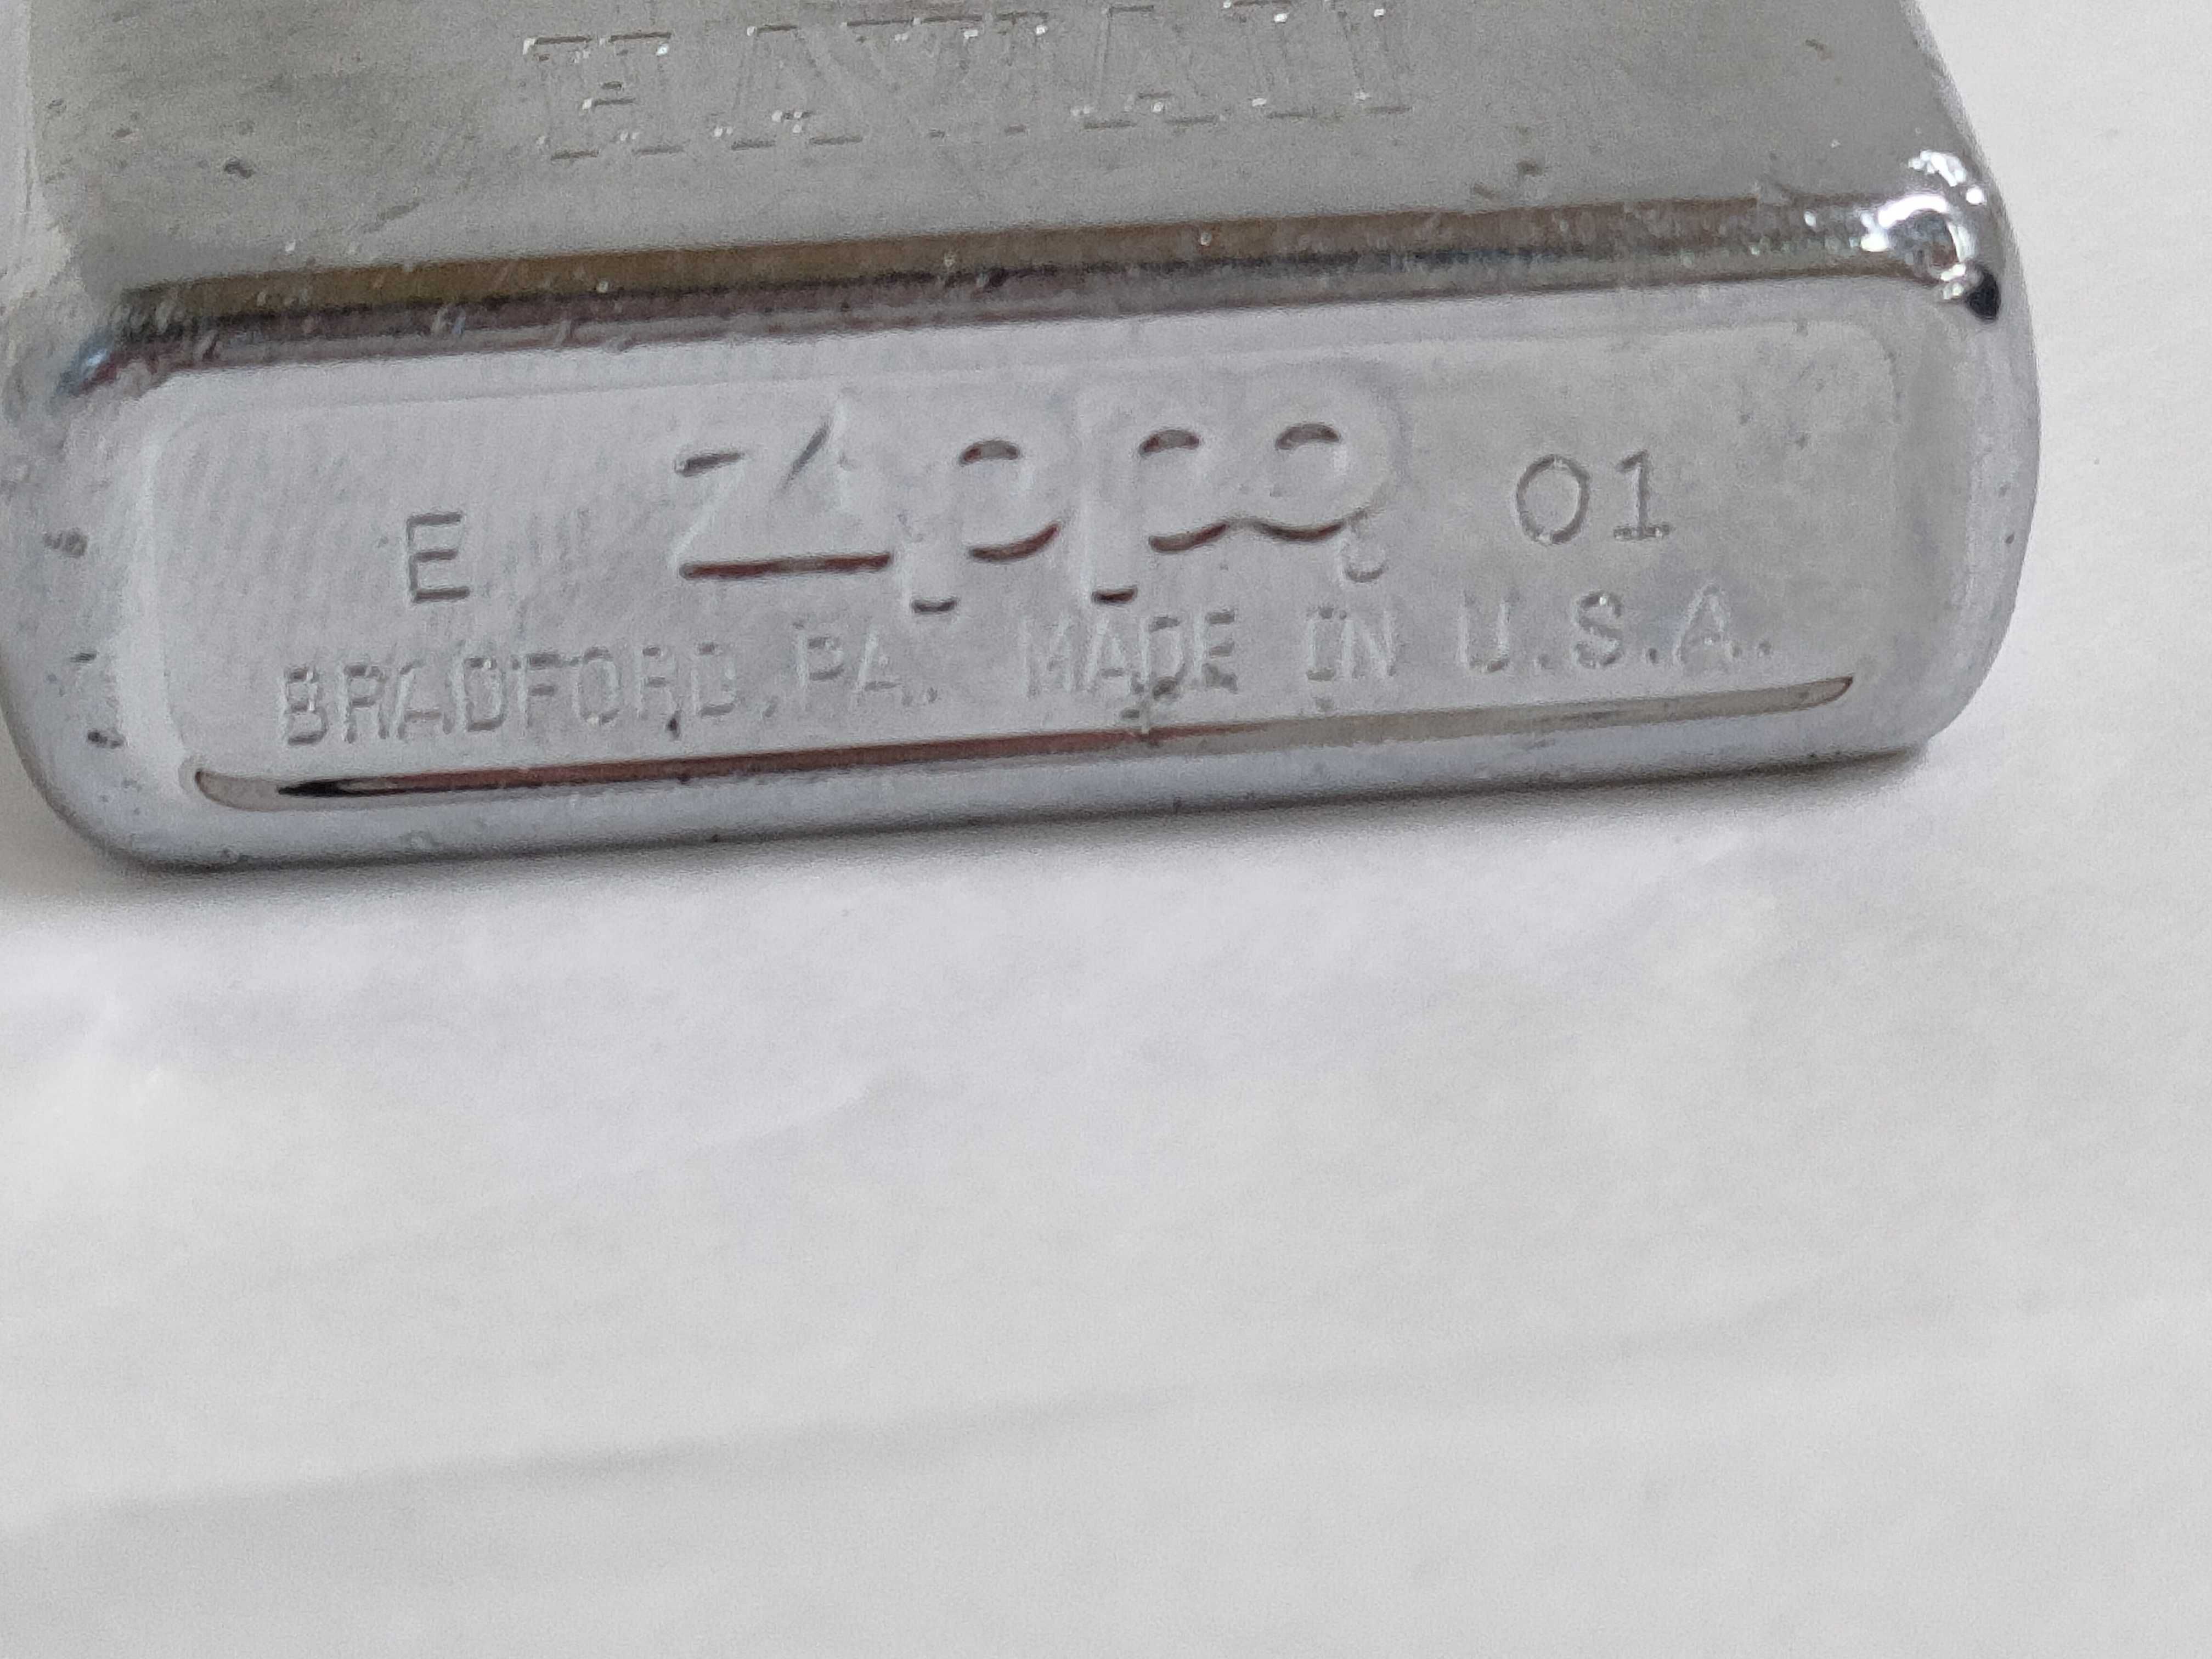 HAWAII
E Zippo 01
BRADFORD, PA. MADE IN U.S.A.